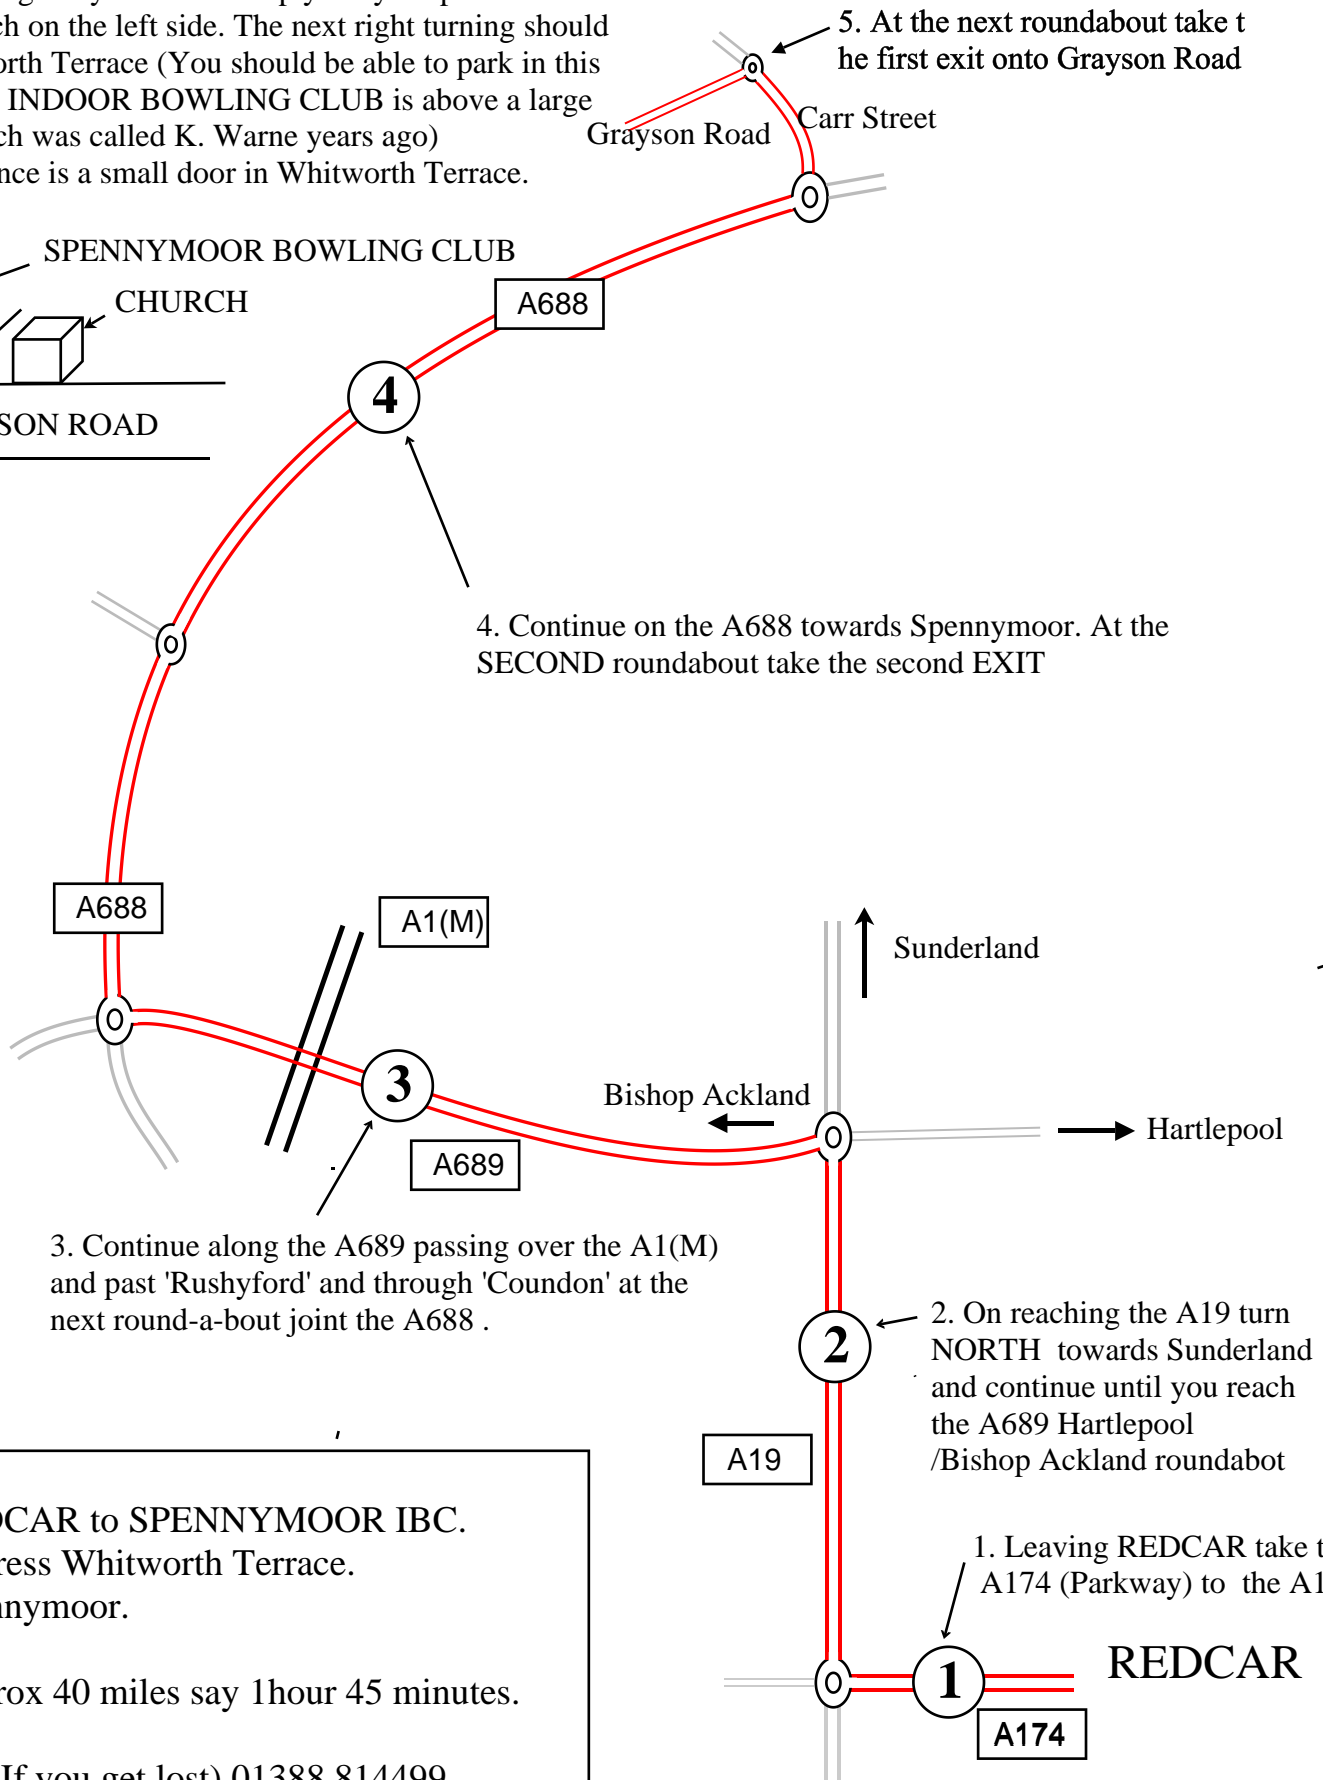 ch on the left side. The next right turning should
orth Terrace (You should be able to park in this
INDOOR BOWLING CLUB is above a large
ch was called K. Warne years ago)
nce is a small door in Whitworth Terrace.
5. At the next roundabout take t
he first exit onto Grayson Road
Carr Street
Grayson Road
SPENNYMOOR BOWLING CLUB
CHURCH
A688
4
SON ROAD
4. Continue on the A688 towards Spennymoor. At the
SECOND roundabout take the second EXIT
A688
A1(M)
Sunderland
3
Bishop Ackland
Hartlepool
A689
3. Continue along the A689 passing over the A1(M)
and past 'Rushyford' and through 'Coundon' at the
next round-a-bout joint the A688 .
2
2. On reaching the A19 turn
NORTH towards Sunderland
and continue until you reach
the A689 Hartlepool
/Bishop Ackland roundabot
A19
DCAR to SPENNYMOOR IBC.
ress Whitworth Terrace.
nnymoor.
rox 40 miles say 1hour 45 minutes.
If you get lost) 01388 814499
1. Leaving REDCAR take t
A174 (Parkway) to the A1
REDCAR
1
A174